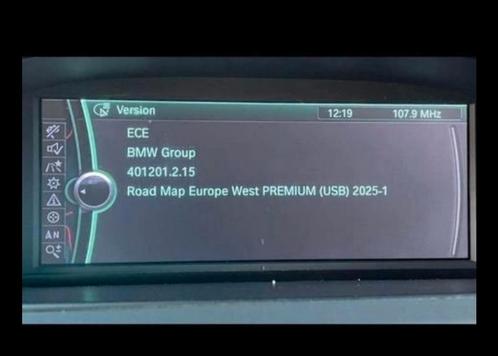 Version 12:19 107.9 MHz
ECE
BMW Group
401201.2.15
Road Map Europe West PREMIUM (USB) 2025-1
AN